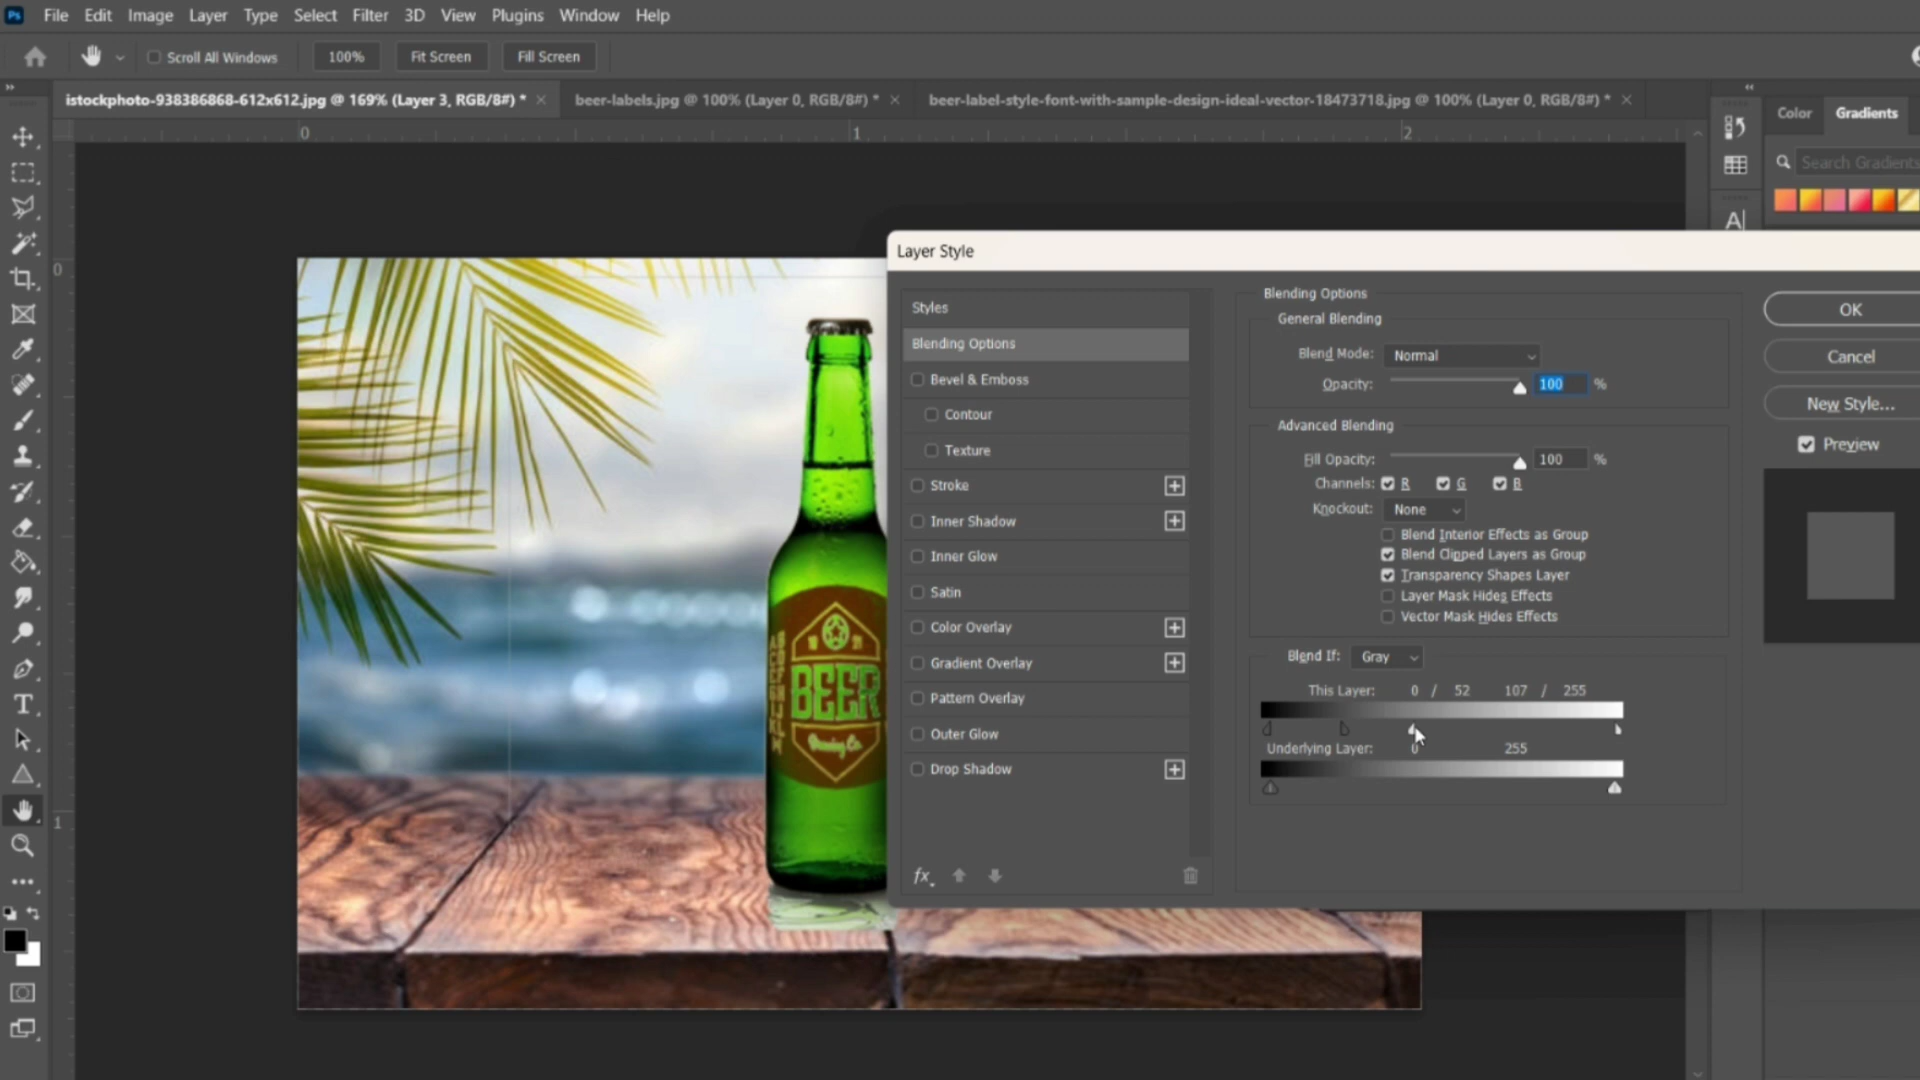 Ps File Edit Image Layer Type Select Filter 3D View Plugins Window Help
Scroll All Windows 100% Fit Screen Fill Screen
istockphoto-938386868-612x612.jpg @ 169% (Layer 3, RGB/8#) * ×
beer-labels.jpg @ 100% (Layer 0, RGB/8#) * ×
beer-label-style-font-with-sample-design-ideal-vector-18473718.jpg @ 100% (Layer 0, RGB/8#) * ×
0 1 2
0
1
Color Gradients
Search Gradients
A|
BEER
Brewing Co.
Layer Style
Styles
Blending Options
Bevel & Emboss
Contour
Texture
Stroke
Inner Shadow
Inner Glow
Satin
Color Overlay
Gradient Overlay
Pattern Overlay
Outer Glow
Drop Shadow
fx
Blending Options
General Blending
Blend Mode: Normal
Opacity: 100 %
Advanced Blending
Fill Opacity: 100 %
Channels: R G B
Knockout: None
Blend Interior Effects as Group
Blend Clipped Layers as Group
Transparency Shapes Layer
Layer Mask Hides Effects
Vector Mask Hides Effects
Blend If: Gray
This Layer: 0 / 52 107 / 255
Underlying Layer: 0 255
OK
Cancel
New Style...
Preview